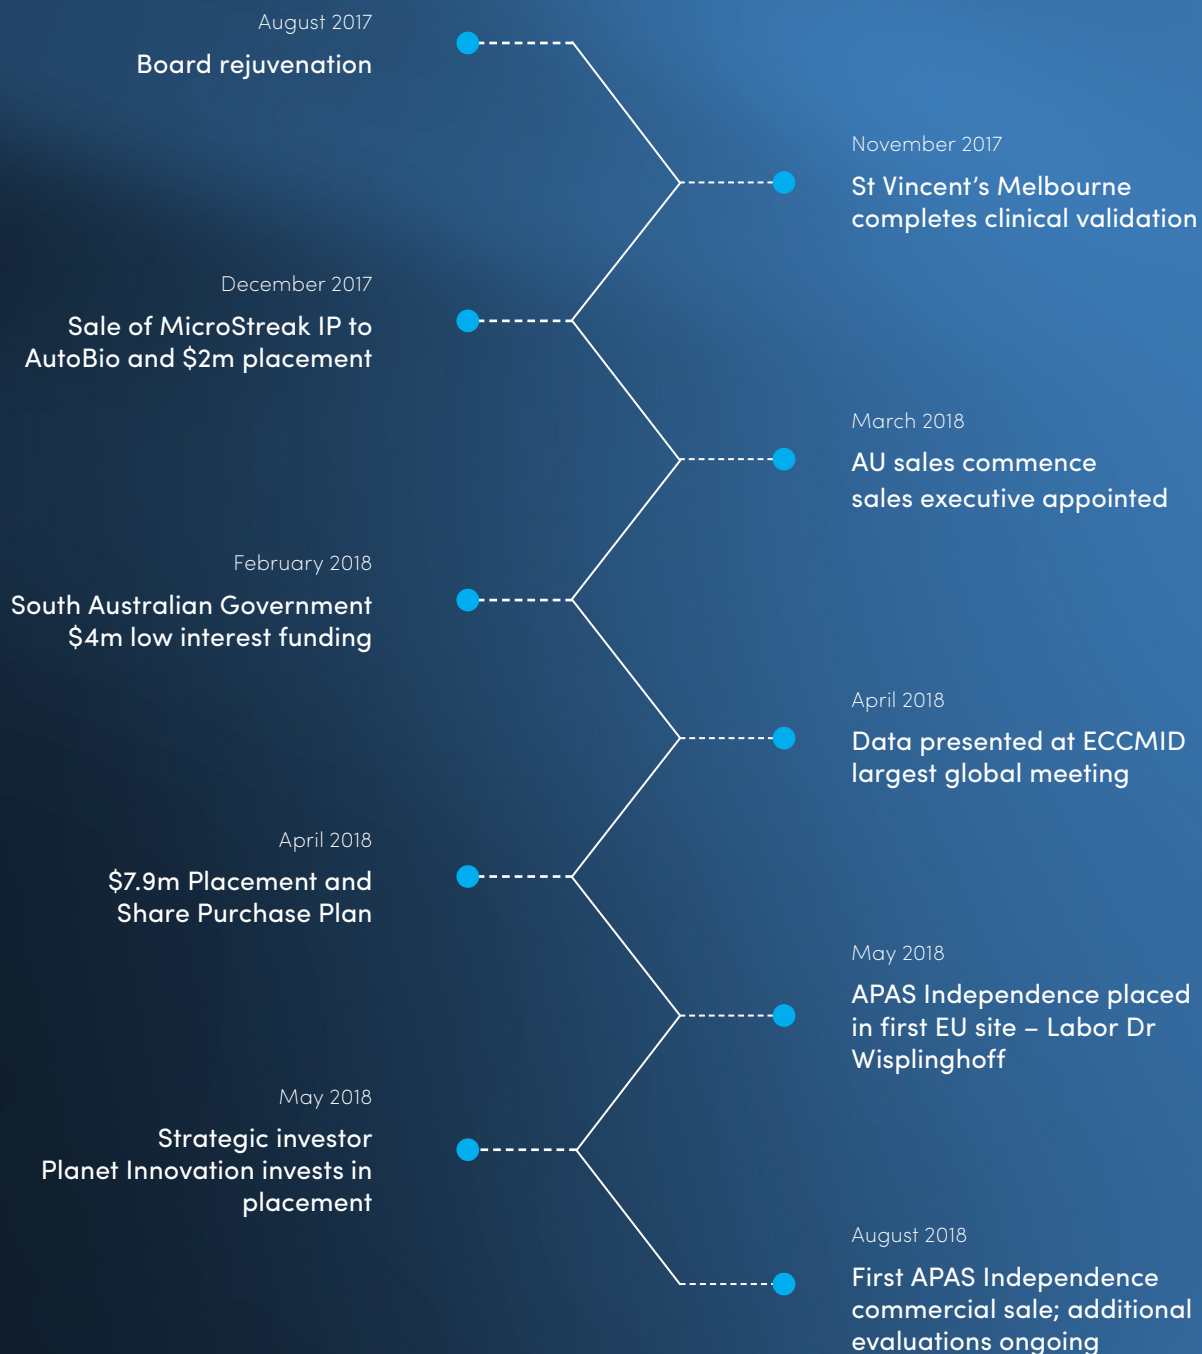 August 2017
Board rejuvenation
November 2017
St Vincent’s Melbourne
completes clinical validation
December 2017
Sale of MicroStreak IP to
AutoBio and $2m placement
March 2018
AU sales commence
sales executive appointed
February 2018
South Australian Government
$4m low interest funding
April 2018
Data presented at ECCMID
largest global meeting
April 2018
$7.9m Placement and
Share Purchase Plan
May 2018
APAS Independence placed
in first EU site – Labor Dr
Wisplinghoff
May 2018
Strategic investor
Planet Innovation invests in
placement
August 2018
First APAS Independence
commercial sale; additional
evaluations ongoing